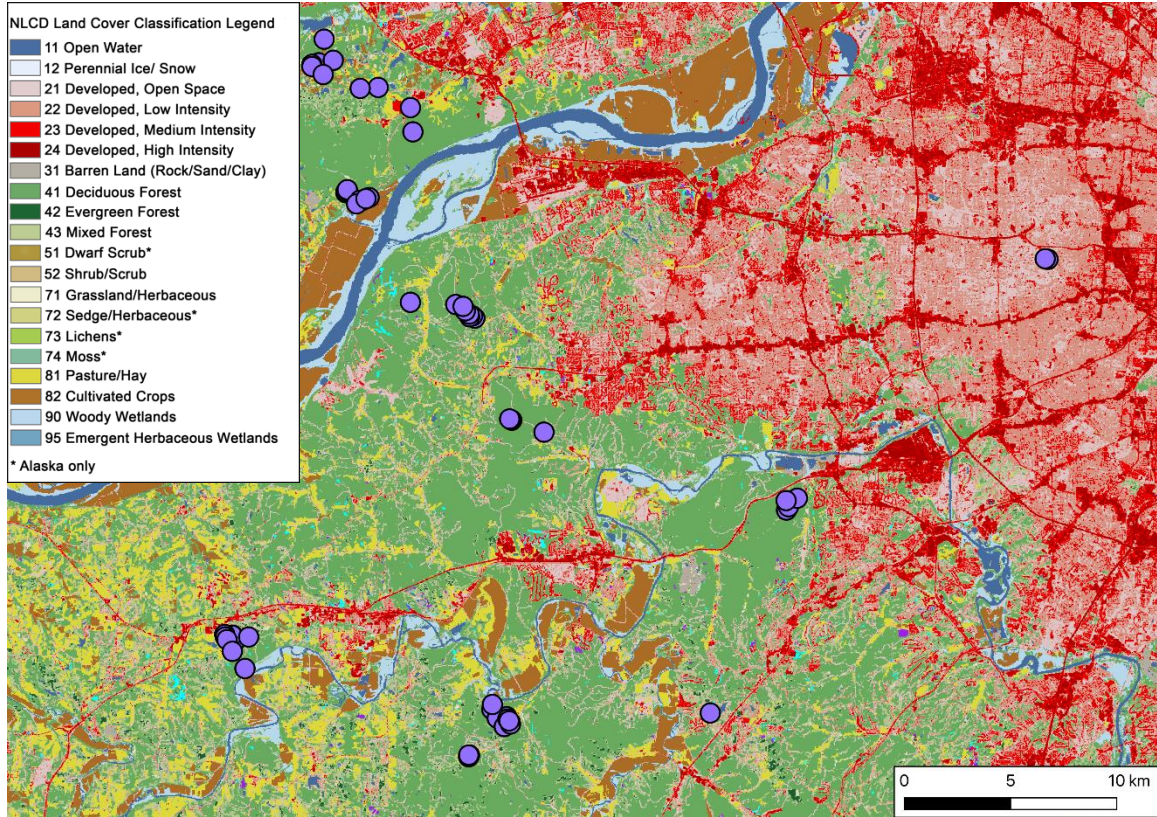 NLCD Land Cover Classification Legend
11 Open Water
12 Perennial Ice/ Snow
21 Developed, Open Space
22 Developed, Low Intensity
23 Developed, Medium Intensity
24 Developed, High Intensity
31 Barren Land (Rock/Sand/Clay)
41 Deciduous Forest
42 Evergreen Forest
43 Mixed Forest
51 Dwarf Scrub*
52 Shrub/Scrub
71 Grassland/Herbaceous
72 Sedge/Herbaceous*
73 Lichens*
74 Moss*
81 Pasture/Hay
82 Cultivated Crops
90 Woody Wetlands
95 Emergent Herbaceous Wetlands
* Alaska only
0 5 10 km